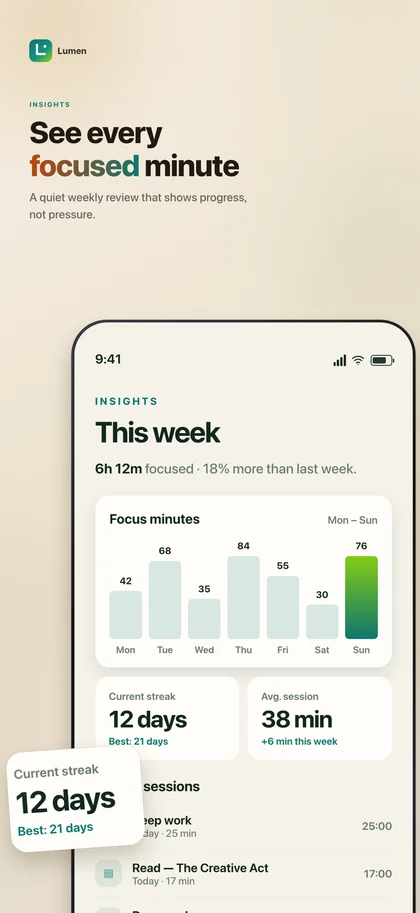 Lumen
INSIGHTS
See every
focused minute
A quiet weekly review that shows progress,
not pressure.
9:41
INSIGHTS
This week
6h 12m focused · 18% more than last week.
Focus minutes
Mon – Sun
42
68
35
84
55
30
76
Mon
Tue
Wed
Thu
Fri
Sat
Sun
Current streak
12 days
Best: 21 days
Avg. session
38 min
+6 min this week
Current streak
12 days
Best: 21 days
sessions
eep work
day · 25 min
25:00
Read — The Creative Act
Today · 17 min
17:00